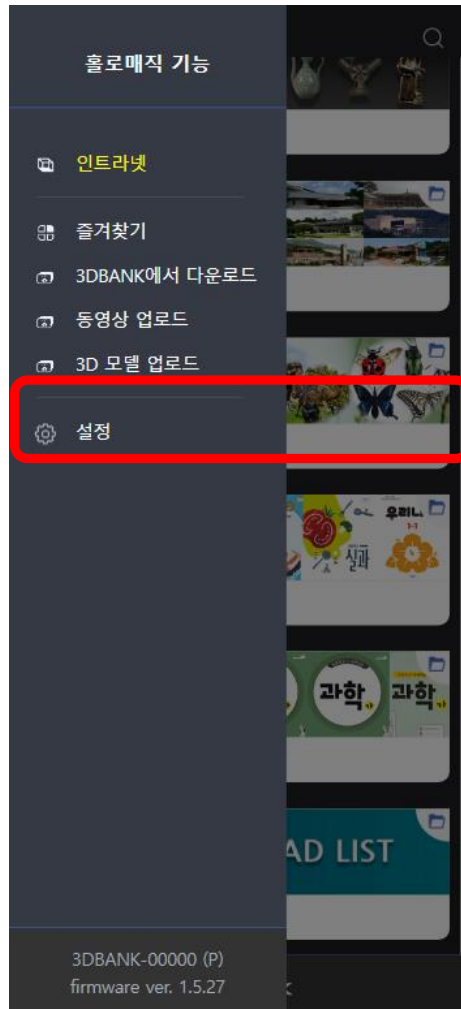 홀로매직 기능
인트라넷
즐겨찾기
3DBANK에서 다운로드
동영상 업로드
3D 모델 업로드
설정
실과
우리나
1-1
과학
과학
AD LIST
3DBANK-00000 (P)
firmware ver. 1.5.27